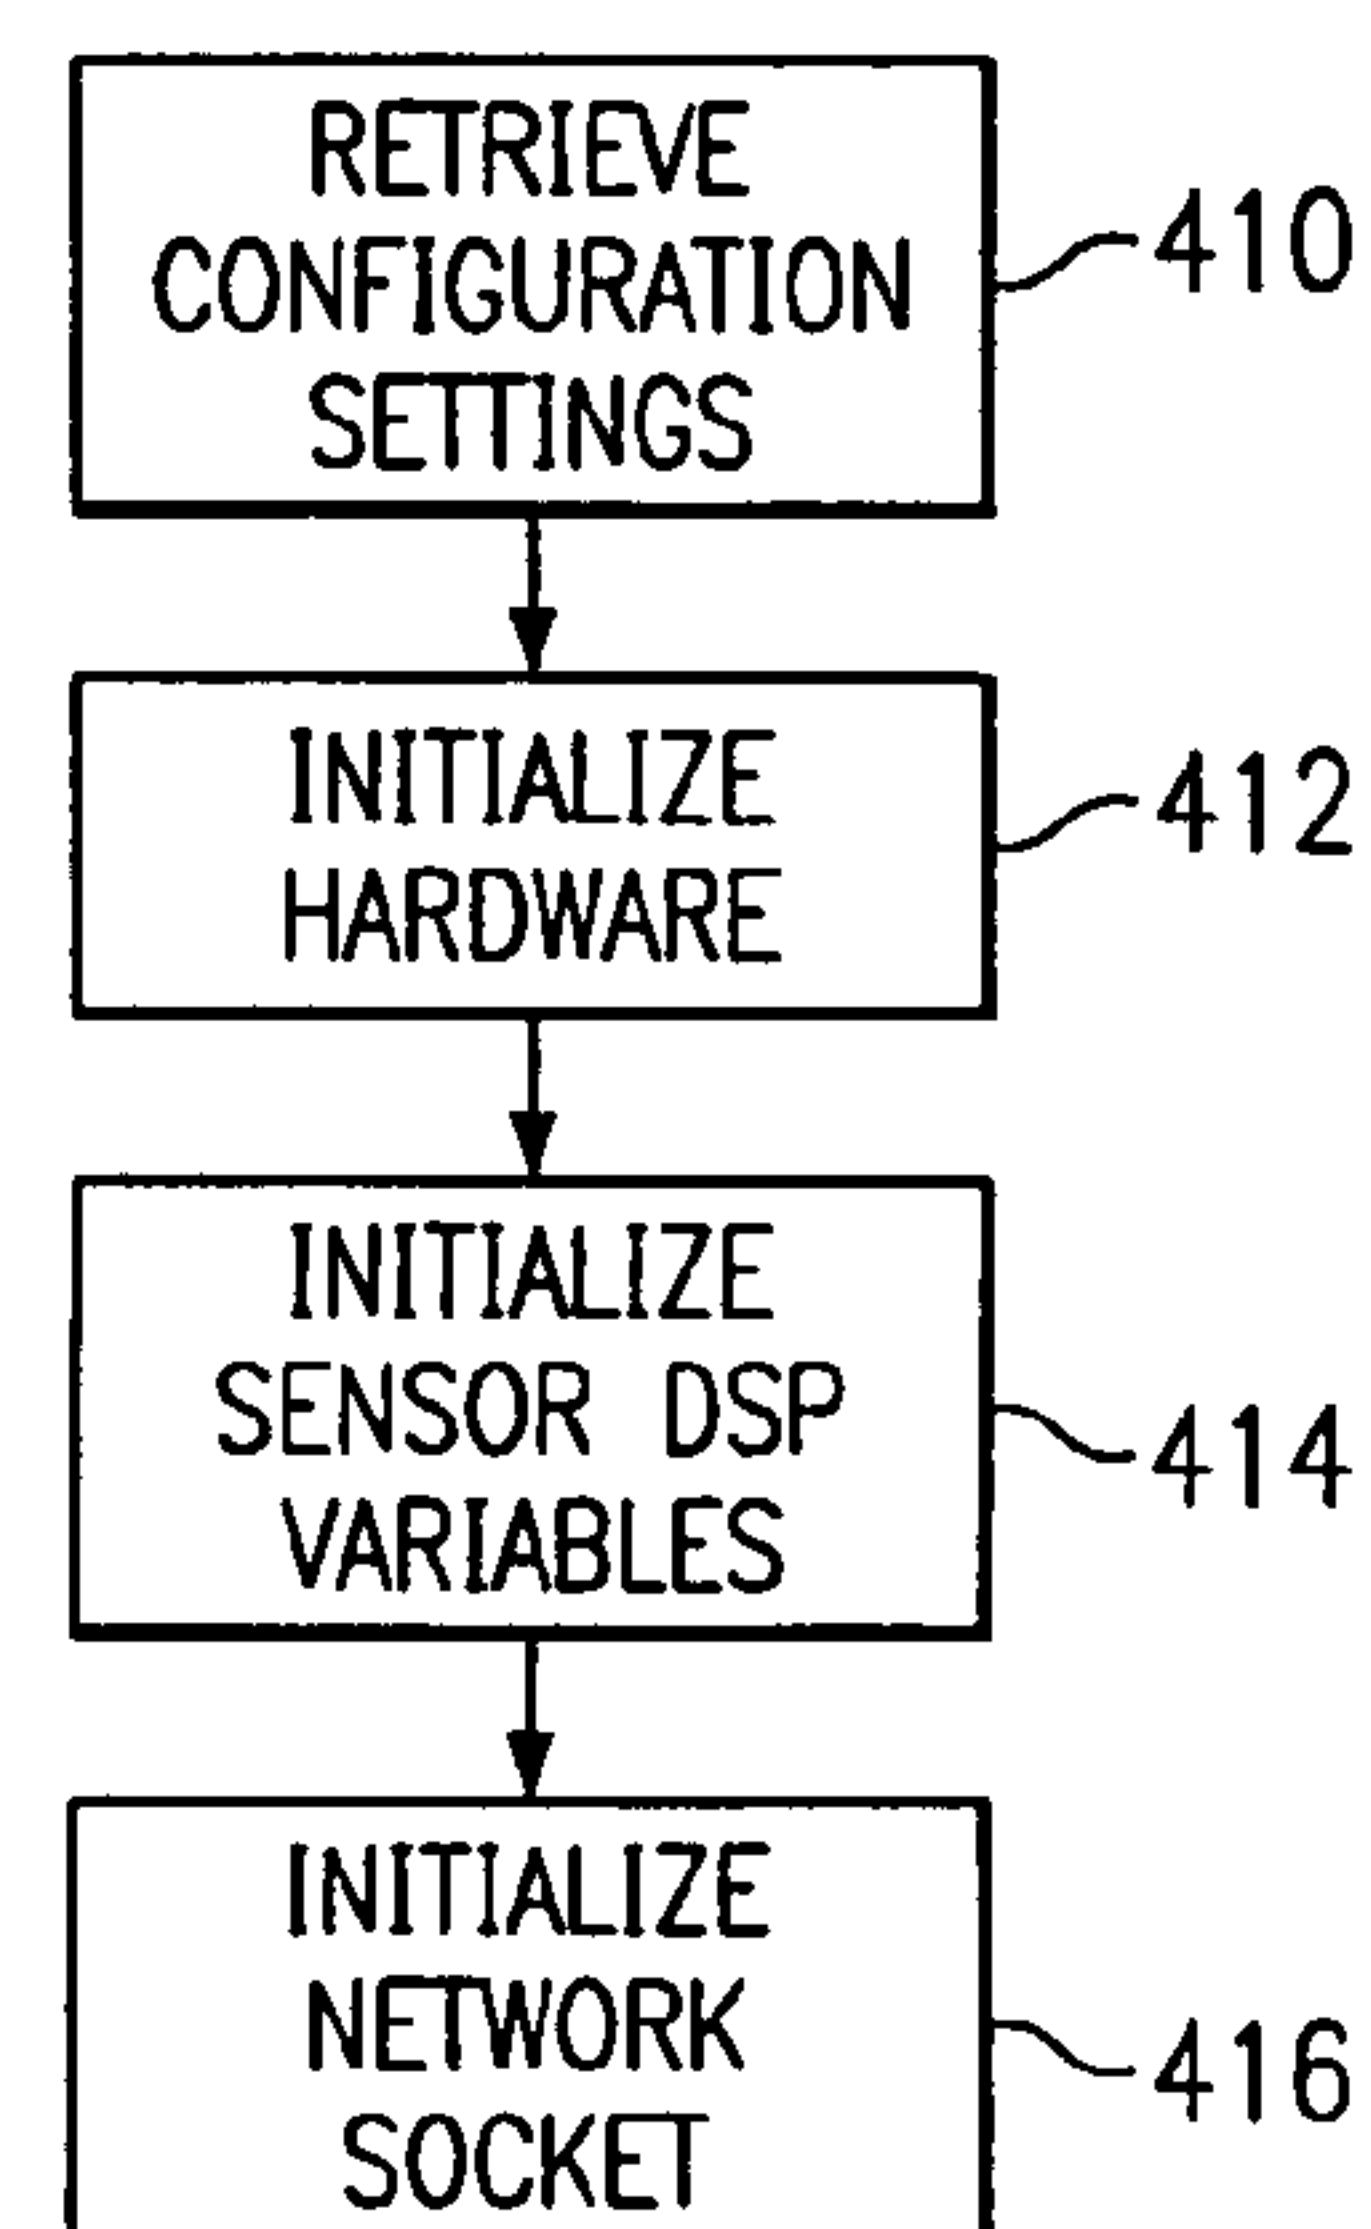 RETRIEVE
CONFIGURATION
SETTINGS
410
INITIALIZE
HARDWARE
412
INITIALIZE
SENSOR DSP
VARIABLES
414
INITIALIZE
NETWORK
SOCKET
416